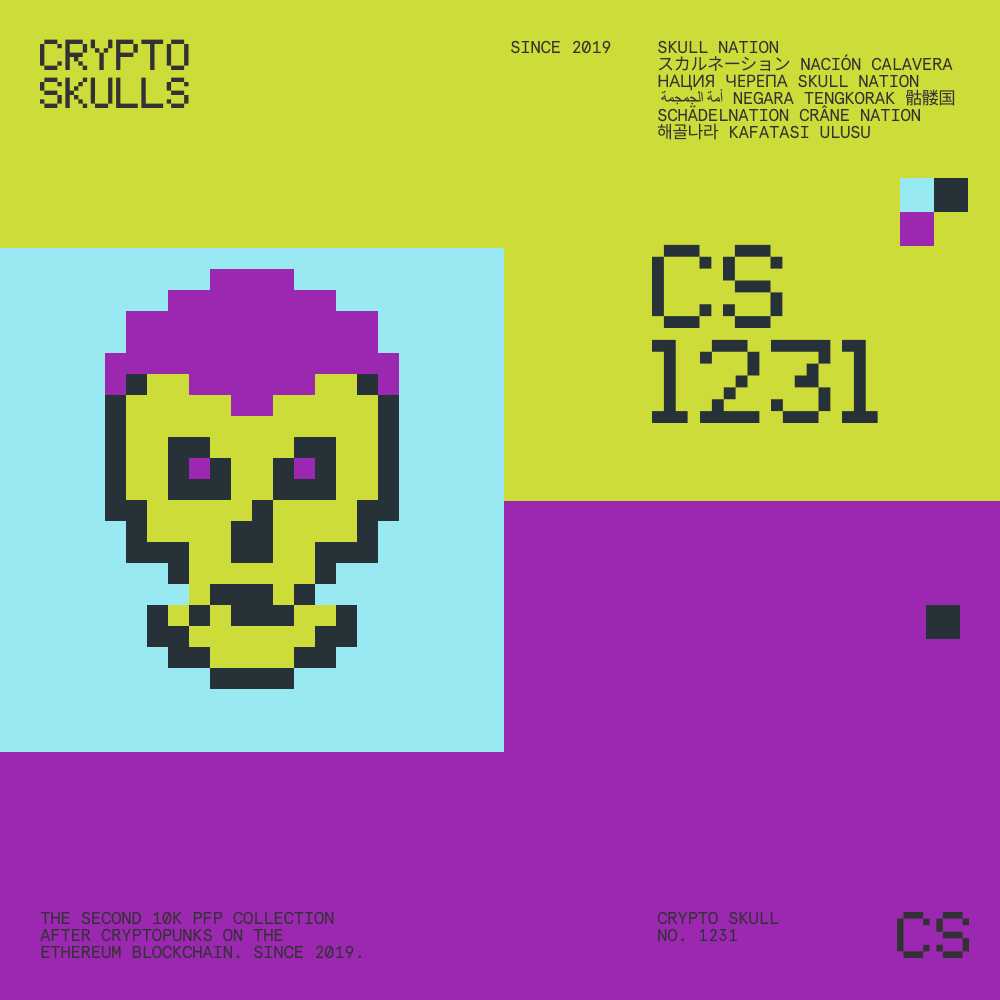 CRYPTO
SKULLS
SINCE 2019
SKULL NATION
スカルネーション NACIÓN CALAVERA
НАЦИЯ ЧЕРЕПА SKULL NATION
أمة الجمجمة NEGARA TENGKORAK 骷髅国
SCHÄDELNATION CRÂNE NATION
해골나라 KAFATASI ULUSU
CS
1231
THE SECOND 10K PFP COLLECTION
AFTER CRYPTOPUNKS ON THE
ETHEREUM BLOCKCHAIN. SINCE 2019.
CRYPTO SKULL
NO. 1231
CS